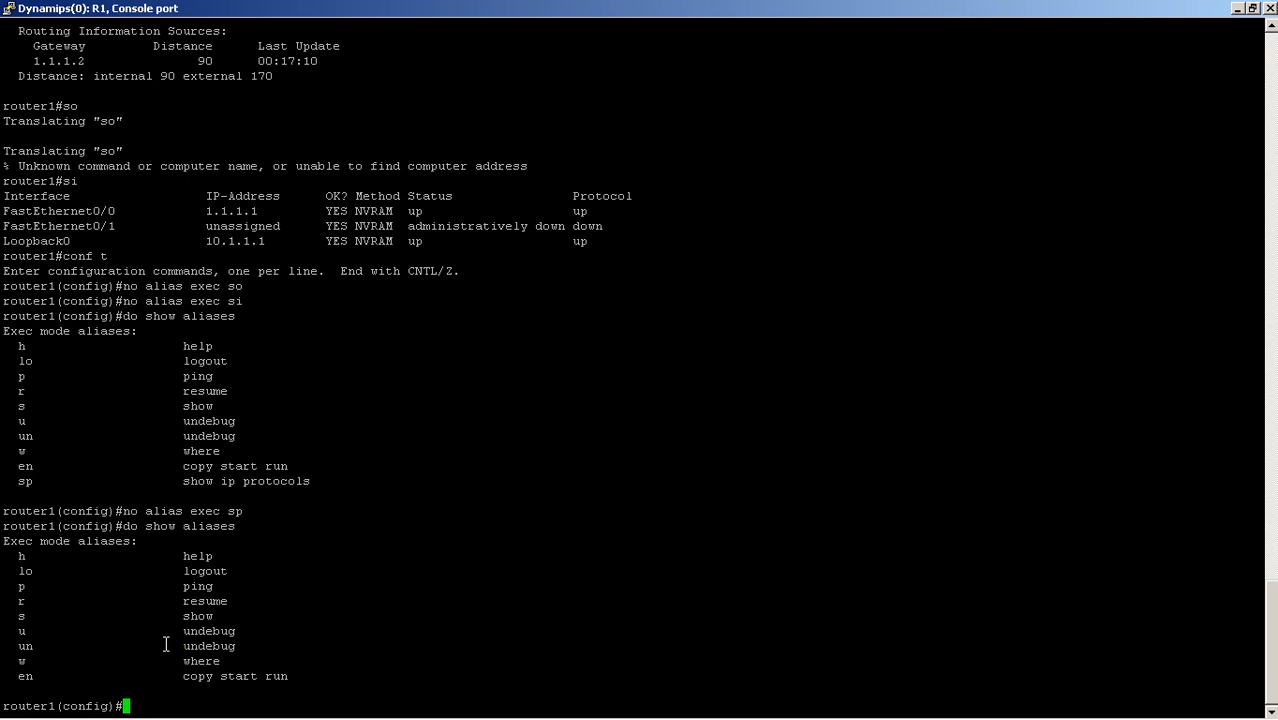 Dynamips(0): R1, Console port
Routing Information Sources:
Gateway Distance Last Update
1.1.1.2 90 00:17:10
Distance: internal 90 external 170
router1#so
Translating "so"
Translating "so"
% Unknown command or computer name, or unable to find computer address
router1#si
Interface IP-Address OK? Method Status Protocol
FastEthernet0/0 1.1.1.1 YES NVRAM up up
FastEthernet0/1 unassigned YES NVRAM administratively down down
Loopback0 10.1.1.1 YES NVRAM up up
router1#conf t
Enter configuration commands, one per line. End with CNTL/Z.
router1(config)#no alias exec so
router1(config)#no alias exec si
router1(config)#do show aliases
Exec mode aliases:
h help
lo logout
p ping
r resume
s show
u undebug
un undebug
w where
en copy start run
sp show ip protocols
router1(config)#no alias exec sp
router1(config)#do show aliases
Exec mode aliases:
h help
lo logout
p ping
r resume
s show
u undebug
un undebug
w where
en copy start run
router1(config)#